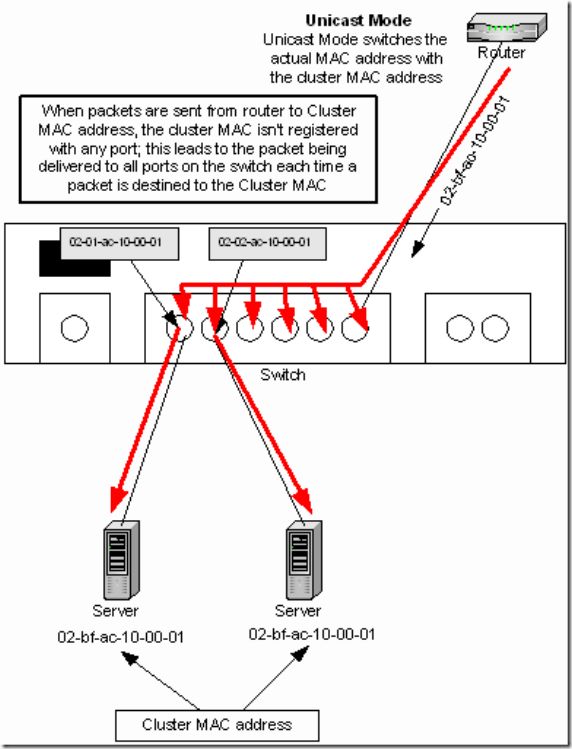 Unicast Mode
Unicast Mode switches the
actual MAC address with
the cluster MAC address
Router
When packets are sent from router to Cluster
MAC address, the cluster MAC isn't registered
with any port; this leads to the packet being
delivered to all ports on the switch each time a
packet is destined to the Cluster MAC
02-bf-ac-10-00-01
02-01-ac-10-00-01
02-02-ac-10-00-01
Switch
Server
Server
02-bf-ac-10-00-01
02-bf-ac-10-00-01
Cluster MAC address